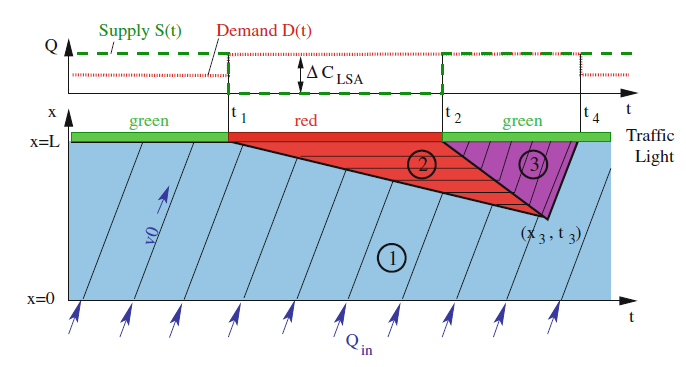 Supply S(t) Demand D(t)
Q
Δ C LSA
t
x
green t 1 red t 2 green t 4
x=L Traffic
Light
2 3
v0
(x 3 , t 3)
1
x=0
t
Q in